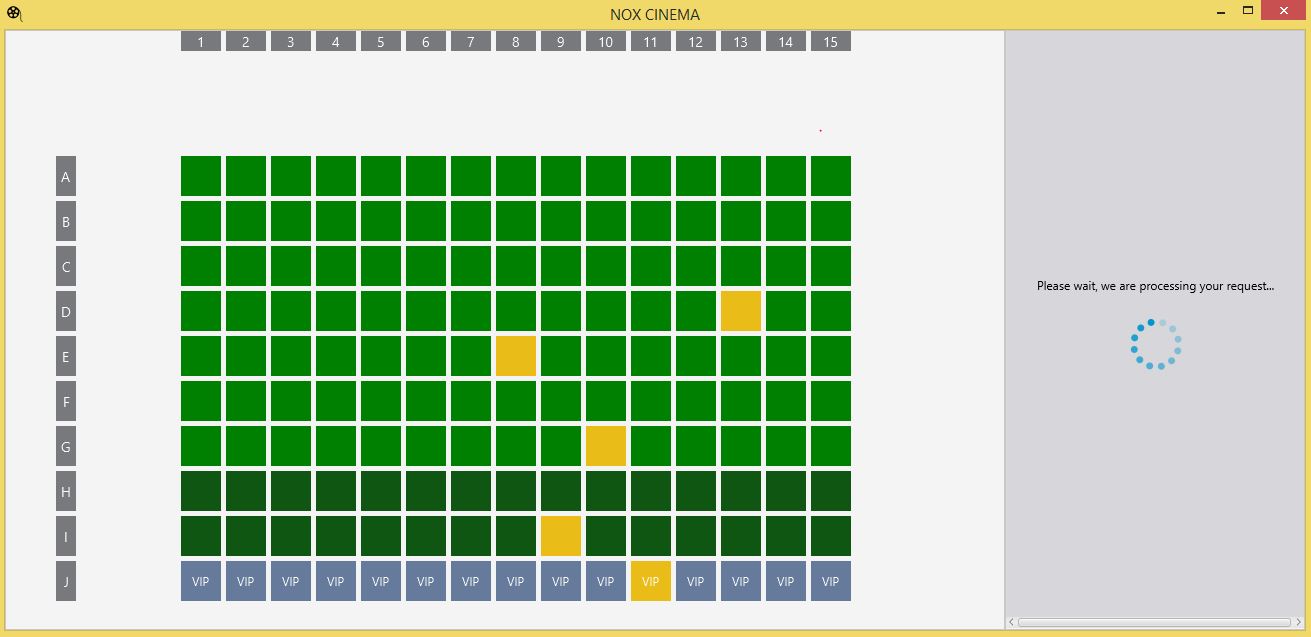 NOX CINEMA
1 2 3 4 5 6 7 8 9 10 11 12 13 14 15
A
B
C
D
E
F
G
H
I
J VIP VIP VIP VIP VIP VIP VIP VIP VIP VIP VIP VIP VIP VIP VIP
Please wait, we are processing your request...